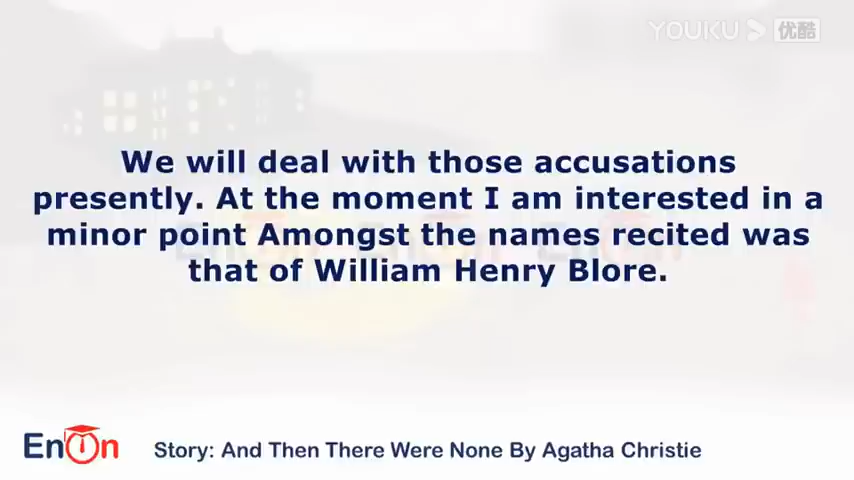 YOUKU 优酷
We will deal with those accusations
presently. At the moment I am interested in a
minor point Amongst the names recited was
that of William Henry Blore.
EnOn
Story: And Then There Were None By Agatha Christie